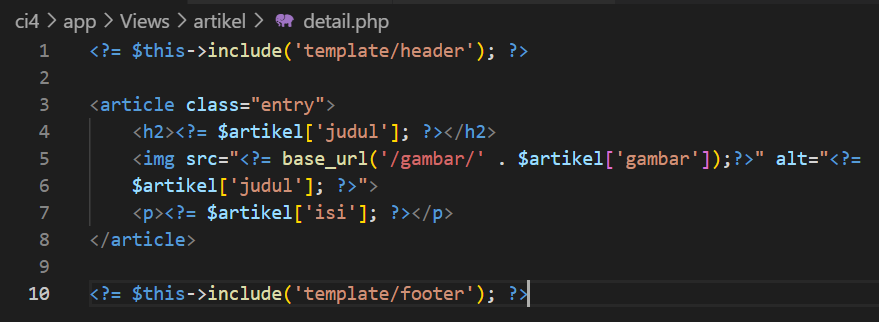 ci4 > app > Views > artikel > detail.php
1 <?= $this->include('template/header'); ?>
2
3 <article class="entry">
4     <h2><?= $artikel['judul']; ?></h2>
5     <img src="<?= base_url('/gambar/' . $artikel['gambar']);?>" alt="<?=
6     $artikel['judul']; ?>">
7     <p><?= $artikel['isi']; ?></p>
8 </article>
9
10 <?= $this->include('template/footer'); ?>